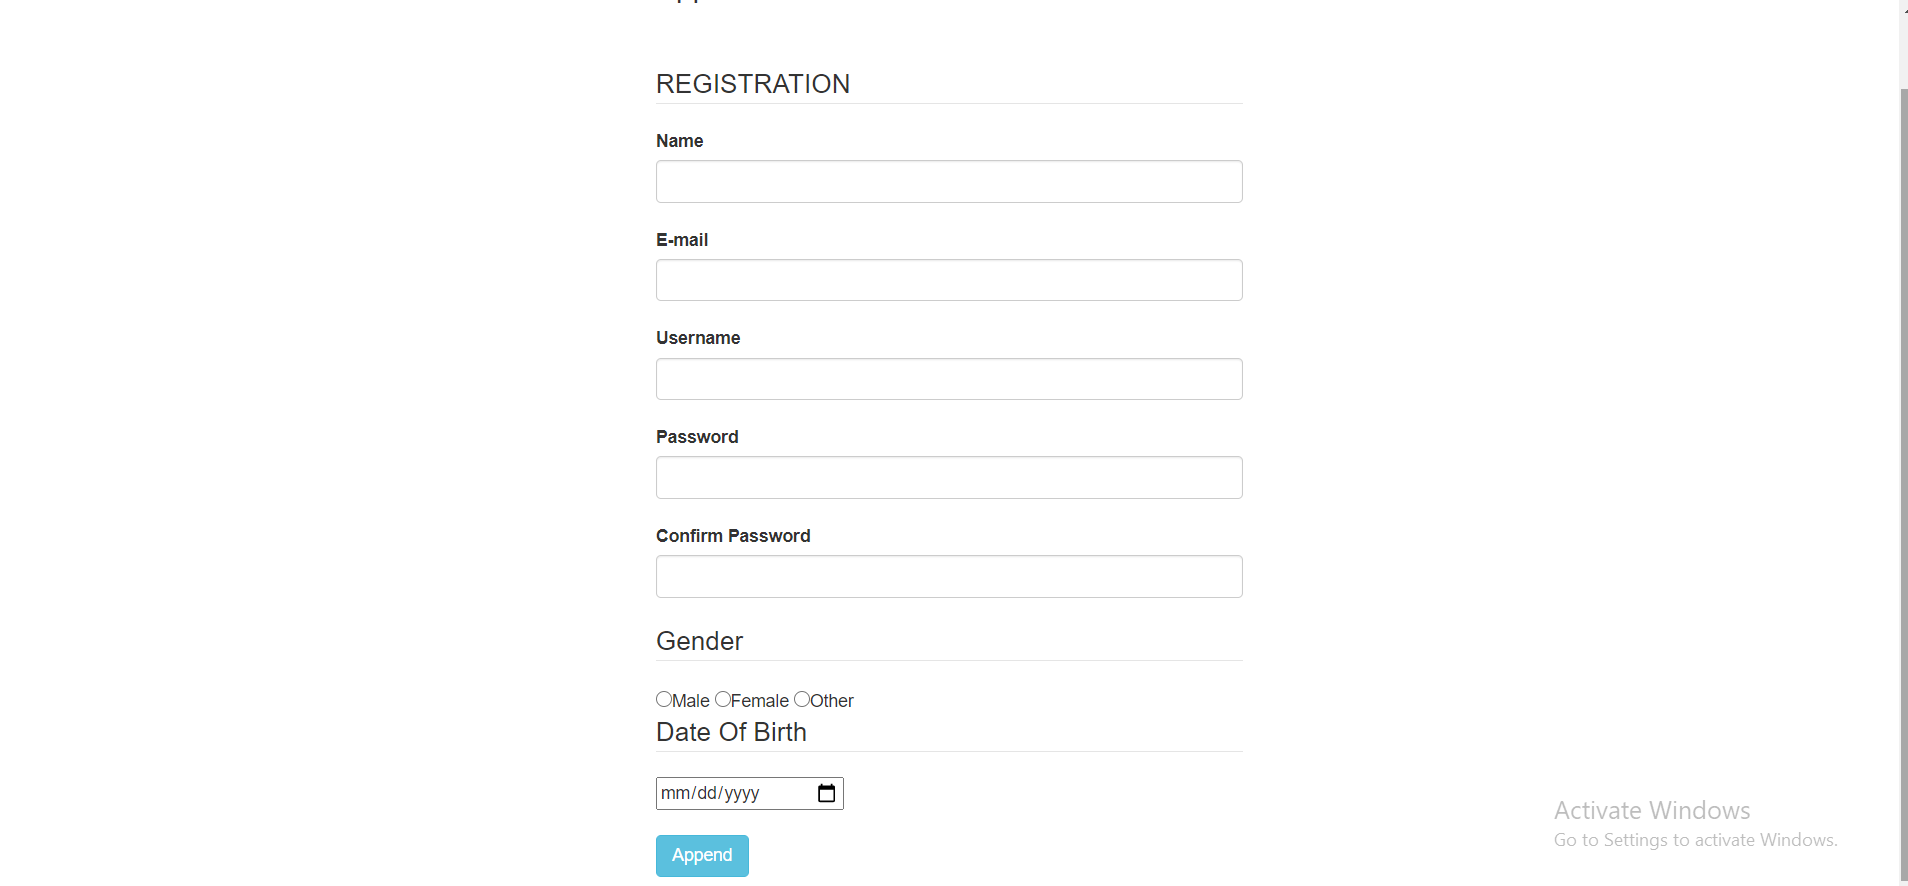 REGISTRATION
Name
E-mail
Username
Password
Confirm Password
Gender
Male Female Other
Date Of Birth
mm/dd/yyyy
Append
Activate Windows
Go to Settings to activate Windows.